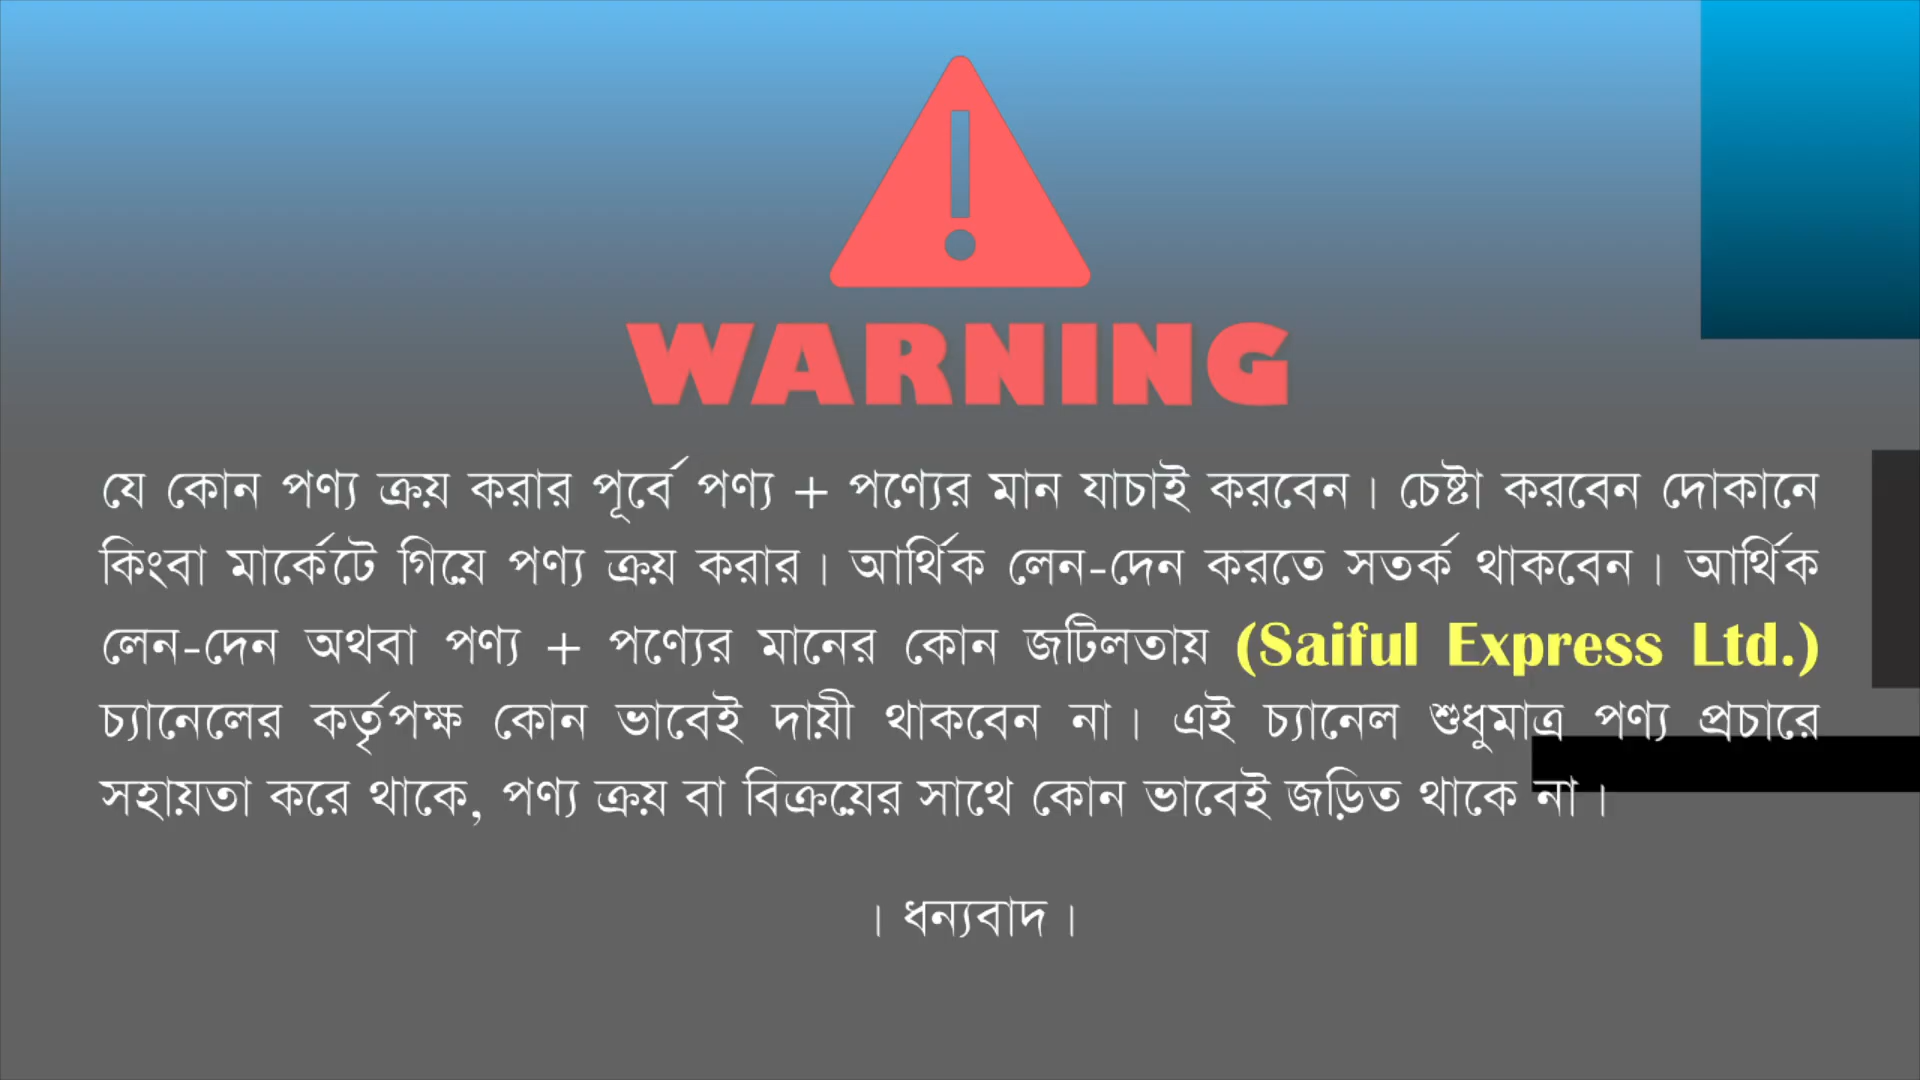 WARNING
যে কোন পণ্য ক্রয় করার পূর্বে পণ্য + পণ্যের মান যাচাই করবেন। চেষ্টা করবেন দোকানে
কিংবা মার্কেটে গিয়ে পণ্য ক্রয় করার। আর্থিক লেন-দেন করতে সতর্ক থাকবেন। আর্থিক
লেন-দেন অথবা পণ্য + পণ্যের মানের কোন জটিলতায় (Saiful Express Ltd.)
চ্যানেলের কর্তৃপক্ষ কোন ভাবেই দায়ী থাকবেন না। এই চ্যানেল শুধুমাত্র পণ্য প্রচারে
সহায়তা করে থাকে, পণ্য ক্রয় বা বিক্রয়ের সাথে কোন ভাবেই জড়িত থাকে না।
। ধন্যবাদ ।